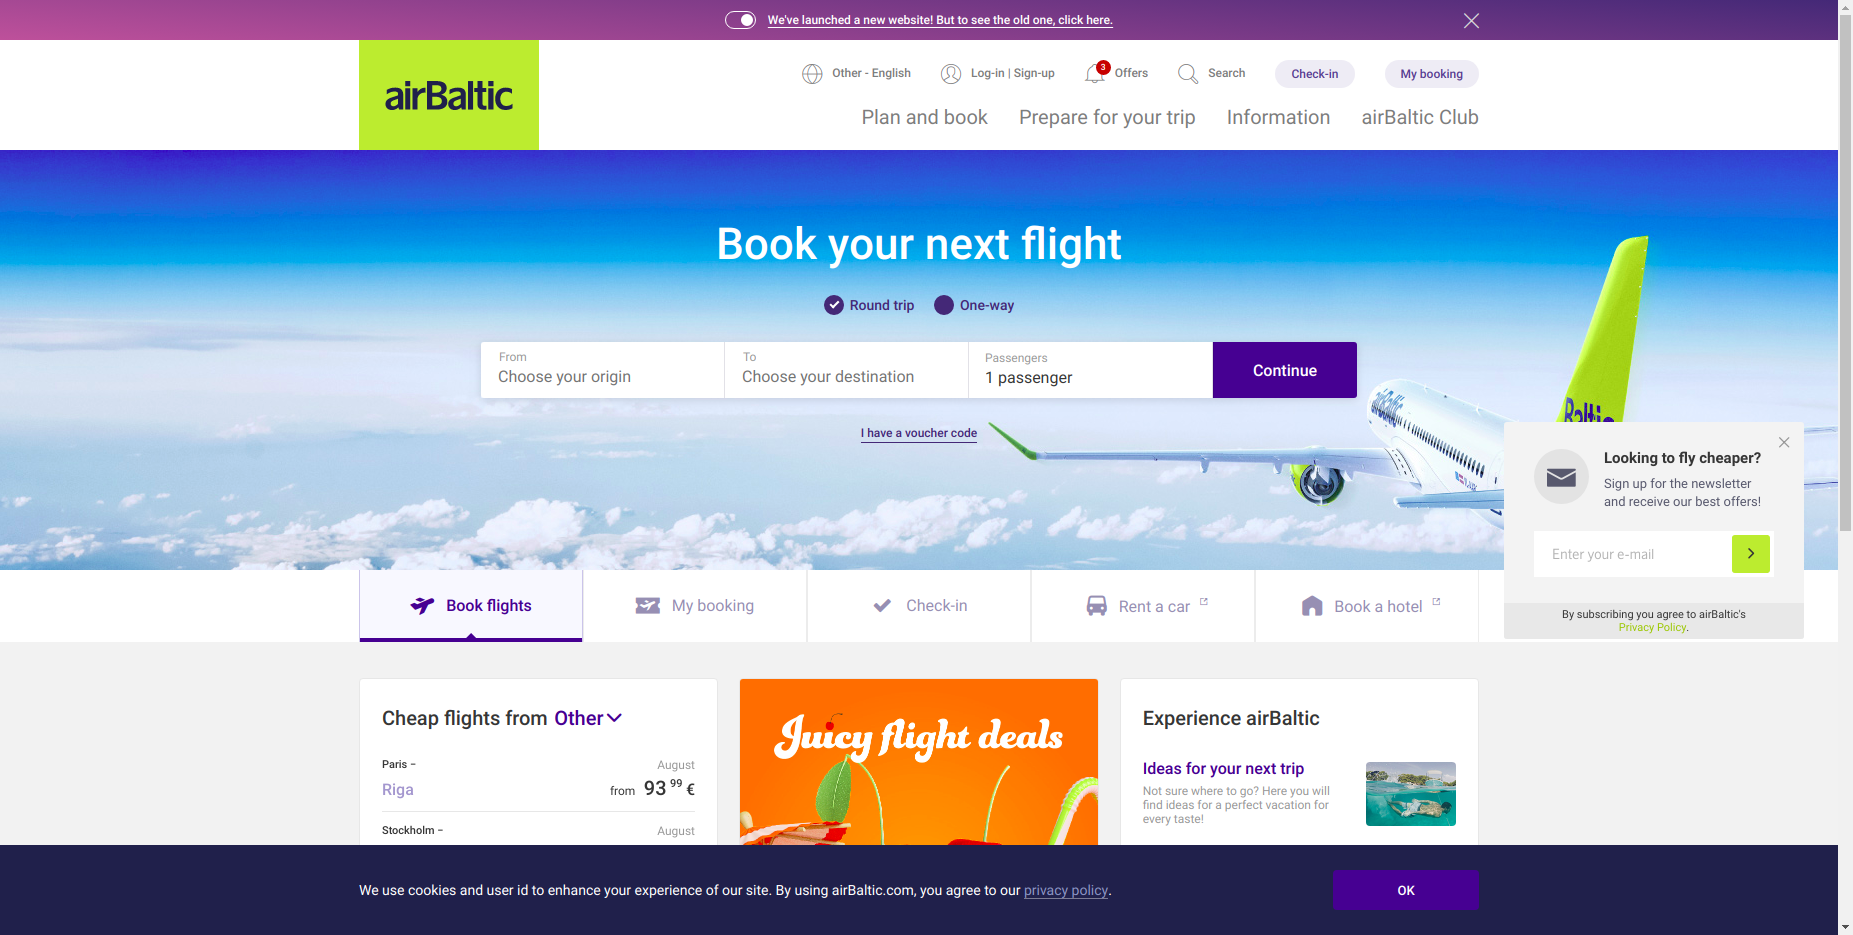 We've launched a new website! But to see the old one, click here.
airBaltic
Other - English
Log-in | Sign-up
3
Offers
Search
Check-in
My booking
Plan and book
Prepare for your trip
Information
airBaltic Club
Book your next flight
Round trip
One-way
From
Choose your origin
To
Choose your destination
Passengers
1 passenger
Continue
I have a voucher code
airBaltic
Baltic
Looking to fly cheaper?
Sign up for the newsletter
and receive our best offers!
Enter your e-mail
By subscribing you agree to airBaltic's
Privacy Policy.
Book flights
My booking
Check-in
Rent a car
Book a hotel
Cheap flights from Other
Paris –
August
Riga
from 93 99 €
Stockholm –
August
Juicy flight deals
Experience airBaltic
Ideas for your next trip
Not sure where to go? Here you will
find ideas for a perfect vacation for
every taste!
We use cookies and user id to enhance your experience of our site. By using airBaltic.com, you agree to our privacy policy.
OK